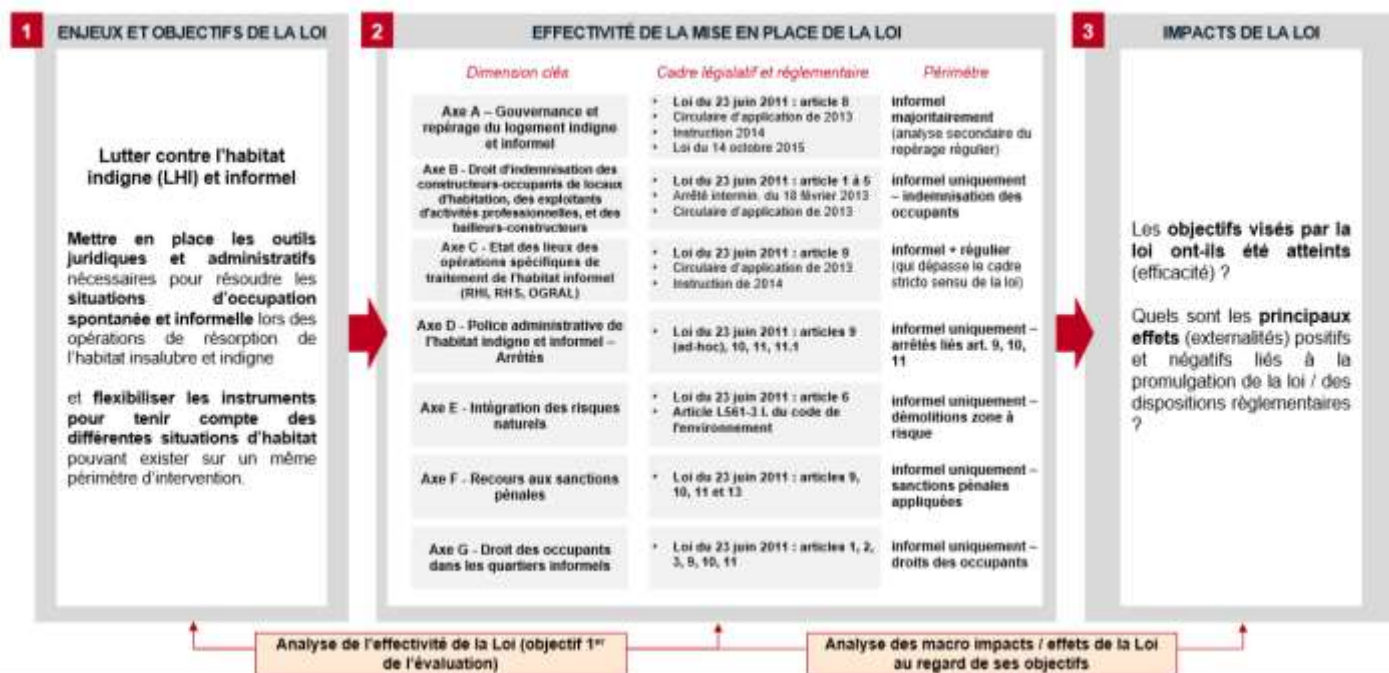 1 ENJEUX ET OBJECTIFS DE LA LOI
Lutter contre l'habitat
indigne (LHI) et informel
Mettre en place les outils
juridiques et administratifs
nécessaires pour résoudre les
situations d'occupation
spontanée et informelle lors des
opérations de résorption de
l'habitat insalubre et indigne
et flexibiliser les instruments
pour tenir compte des
différentes situations d'habitat
pouvant exister sur un même
périmètre d'intervention.
2 EFFECTIVITÉ DE LA MISE EN PLACE DE LA LOI
Dimension cléa
Cadre législatif et réglementaire
Périmètre
Axe A – Gouvernance et
repérage du logement indigne
et informel
• Loi du 23 juin 2011 : article 8
• Circulaire d'application de 2013
• Instruction 2014
• Loi du 14 octobre 2015
informel
majoritairement
(analyse secondaire du
repérage régulier)
Axe B - Droit d'indemnisation des
constructeurs-occupants de locaux
d'habitation, des exploitants
d'activités professionnelles, et des
bailleurs-constructeurs
• Loi du 23 juin 2011 : article 1 à 5
• Arrêté intermin. du 18 février 2013
• Circulaire d'application de 2013
informel uniquement
– indemnisation des
occupants
Axe C - Etat des lieux des
opérations spécifiques de
traitement de l'habitat informel
(RHI, RHS, OGRAL)
• Loi du 23 juin 2011 : article 9
• Circulaire d'application de 2013
• Instruction de 2014
informel + régulier
(qui dépasse le cadre
stricto sensu de la loi)
Axe D - Police administrative de
l'habitat indigne et informel –
Arrêtés
• Loi du 23 juin 2011 : articles 9
(ad-hoc), 10, 11, 11.1
informel uniquement –
arrêtés liés art. 9, 10,
11
Axe E - Intégration des risques
naturels
• Loi du 23 juin 2011 : article 6
• Article L561-3 I. du code de
l'environnement
informel uniquement –
démolitions zone à
risque
Axe F - Recours aux sanctions
pénales
• Loi du 23 juin 2011 : articles 9,
10, 11 et 13
informel uniquement –
sanctions pénales
appliquées
Axe G - Droit des occupants
dans les quartiers informels
• Loi du 23 juin 2011 : articles 1, 2,
3, 9, 10, 11
informel uniquement –
droits des occupants
3 IMPACTS DE LA LOI
Les objectifs visés par la
loi ont-ils été atteints
(efficacité) ?
Quels sont les principaux
effets (externalités) positifs
et négatifs liés à la
promulgation de la loi / des
dispositions règlementaires
?
Analyse de l'effectivité de la Loi (objectif 1er
de l'évaluation)
Analyse des macro impacts / effets de la Loi
au regard de ses objectifs